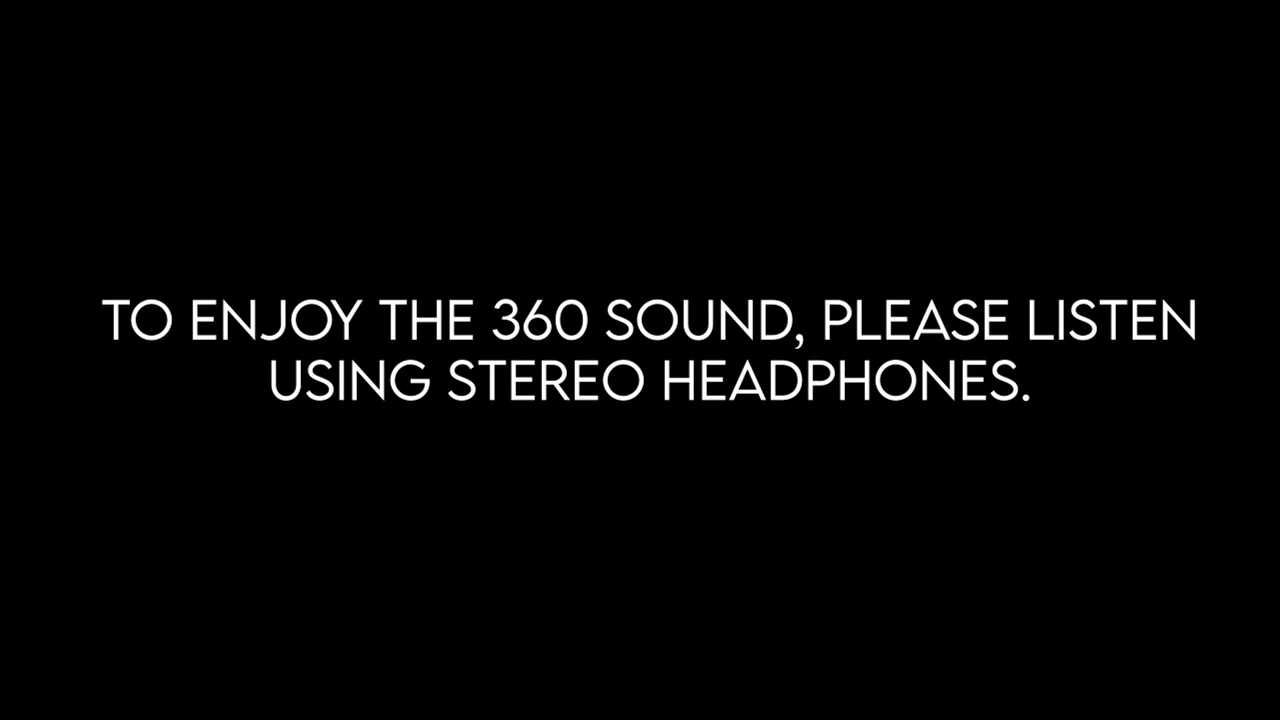 TO ENJOY THE 360 SOUND, PLEASE LISTEN
USING STEREO HEADPHONES.